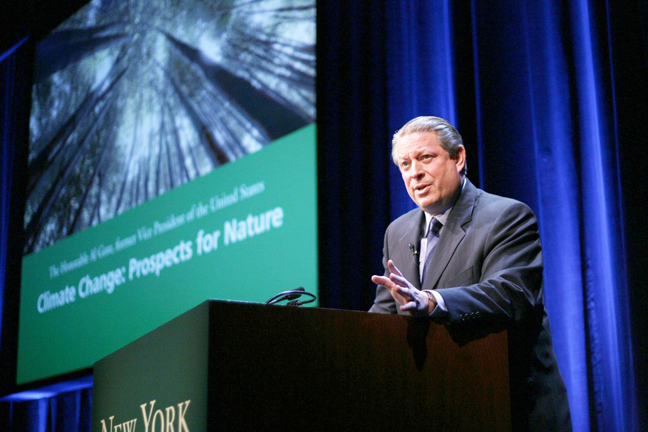 The Honorable Al Gore, former Vice President of the United States
Climate Change: Prospects for Nature
NEW YORK